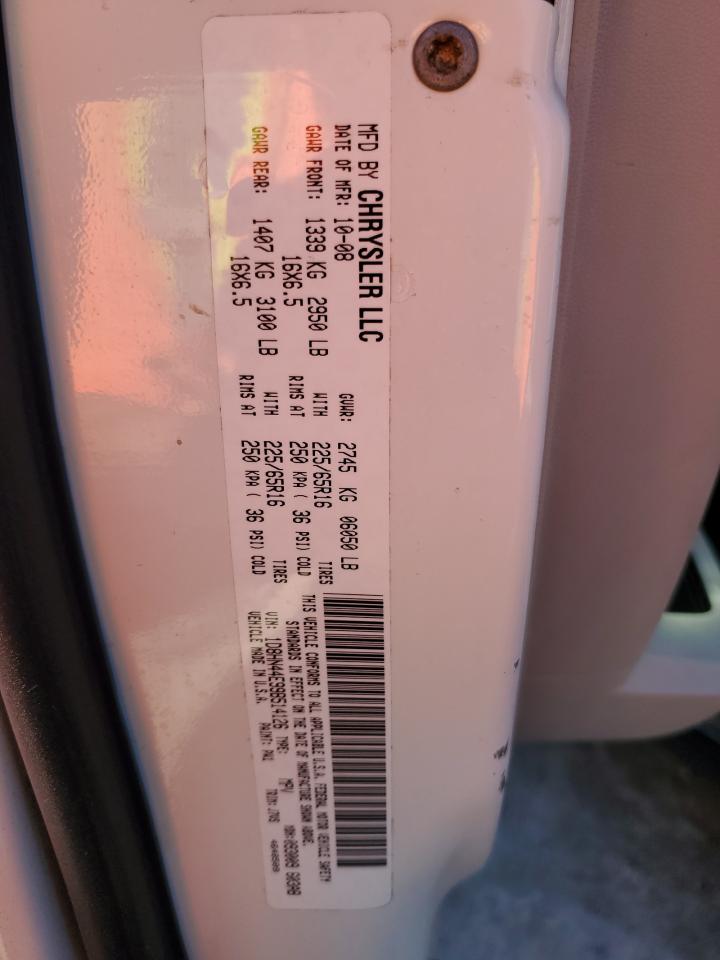 MFD BY CHRYSLER LLC
DATE OF MFR: 10-08 GVWR: 2745 KG 06050 LB
GAWR FRONT: 1339 KG 2950 LB WITH 225/65R16 TIRES
16X6.5 RIMS AT 250 KPA ( 36 PSI) COLD
GAWR REAR: 1407 KG 3100 LB WITH 225/65R16 TIRES
16X6.5 RIMS AT 250 KPA ( 36 PSI) COLD
THIS VEHICLE CONFORMS TO ALL APPLICABLE U.S.A. FEDERAL MOTOR VEHICLE SAFETY
STANDARDS IN EFFECT ON THE DATE OF MANUFACTURE SHOWN ABOVE.
VIN: 1D8HN44E99B514126 TYPE: MPV MDH:
VEHICLE MADE IN U.S.A. PAINT: TRIM: